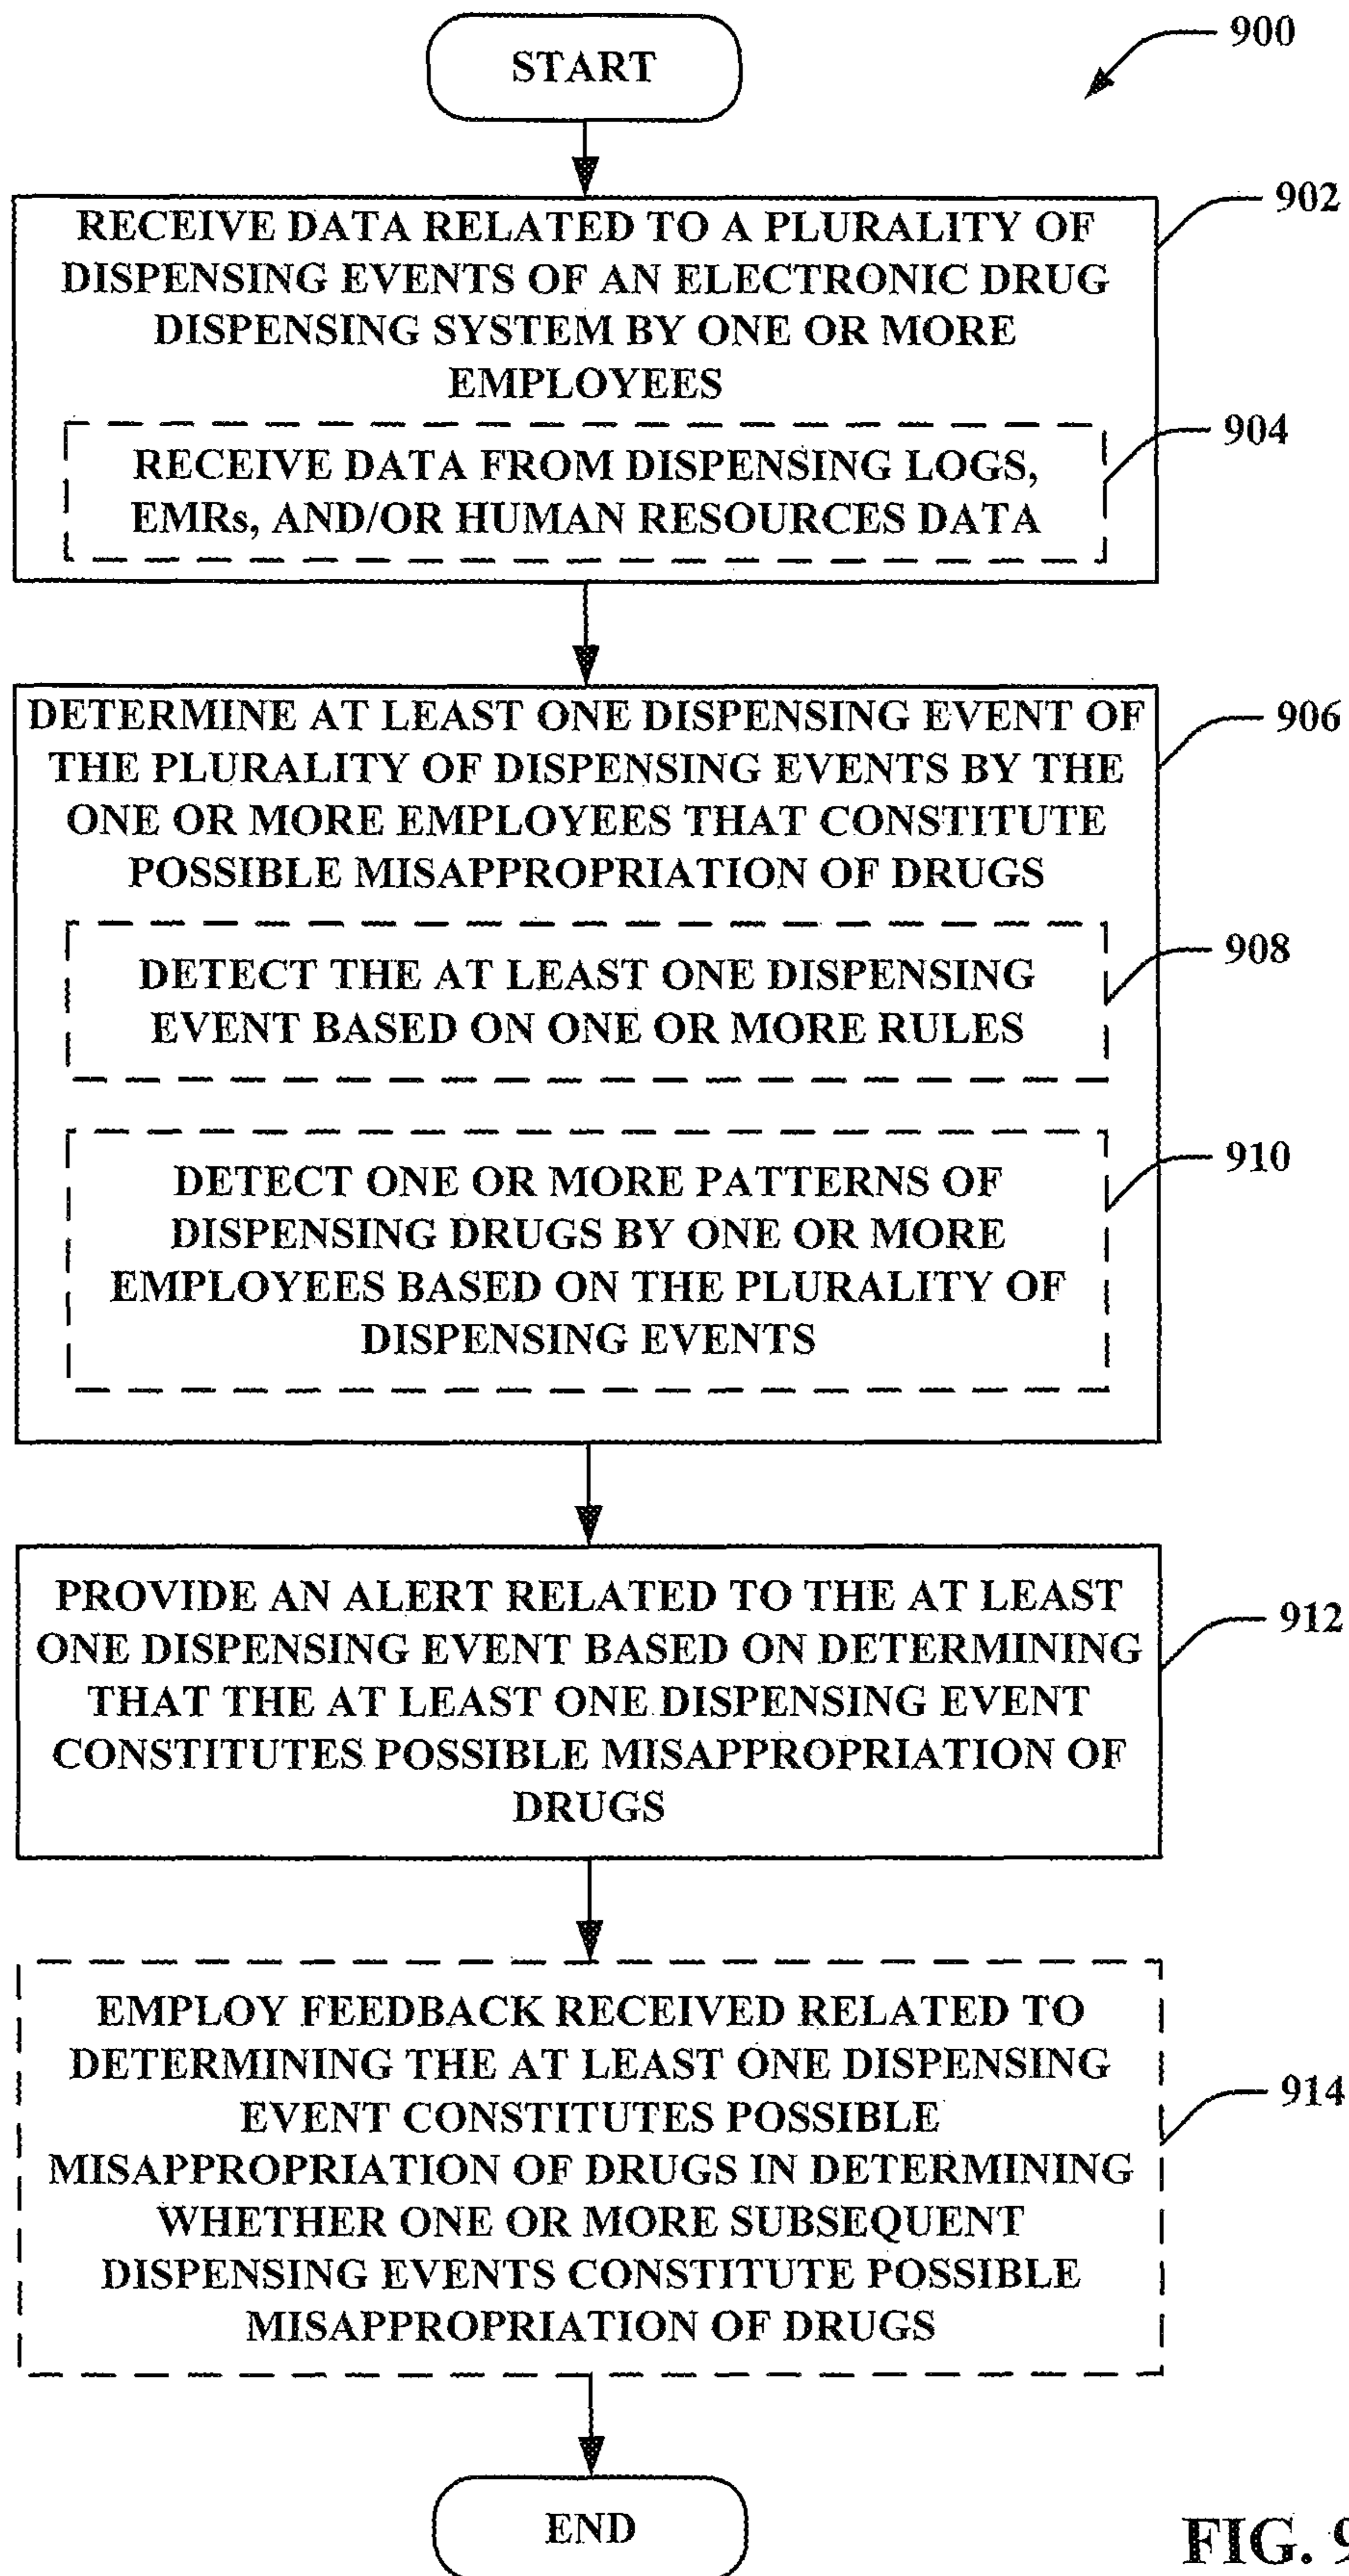 START
900
RECEIVE DATA RELATED TO A PLURALITY OF
DISPENSING EVENTS OF AN ELECTRONIC DRUG
DISPENSING SYSTEM BY ONE OR MORE
EMPLOYEES
902
RECEIVE DATA FROM DISPENSING LOGS,
EMRs, AND/OR HUMAN RESOURCES DATA
904
DETERMINE AT LEAST ONE DISPENSING EVENT OF
THE PLURALITY OF DISPENSING EVENTS BY THE
ONE OR MORE EMPLOYEES THAT CONSTITUTE
POSSIBLE MISAPPROPRIATION OF DRUGS
906
DETECT THE AT LEAST ONE DISPENSING
EVENT BASED ON ONE OR MORE RULES
908
DETECT ONE OR MORE PATTERNS OF
DISPENSING DRUGS BY ONE OR MORE
EMPLOYEES BASED ON THE PLURALITY OF
DISPENSING EVENTS
910
PROVIDE AN ALERT RELATED TO THE AT LEAST
ONE DISPENSING EVENT BASED ON DETERMINING
THAT THE AT LEAST ONE DISPENSING EVENT
CONSTITUTES POSSIBLE MISAPPROPRIATION OF
DRUGS
912
EMPLOY FEEDBACK RECEIVED RELATED TO
DETERMINING THE AT LEAST ONE DISPENSING
EVENT CONSTITUTES POSSIBLE
MISAPPROPRIATION OF DRUGS IN DETERMINING
WHETHER ONE OR MORE SUBSEQUENT
DISPENSING EVENTS CONSTITUTE POSSIBLE
MISAPPROPRIATION OF DRUGS
914
END
FIG. 9